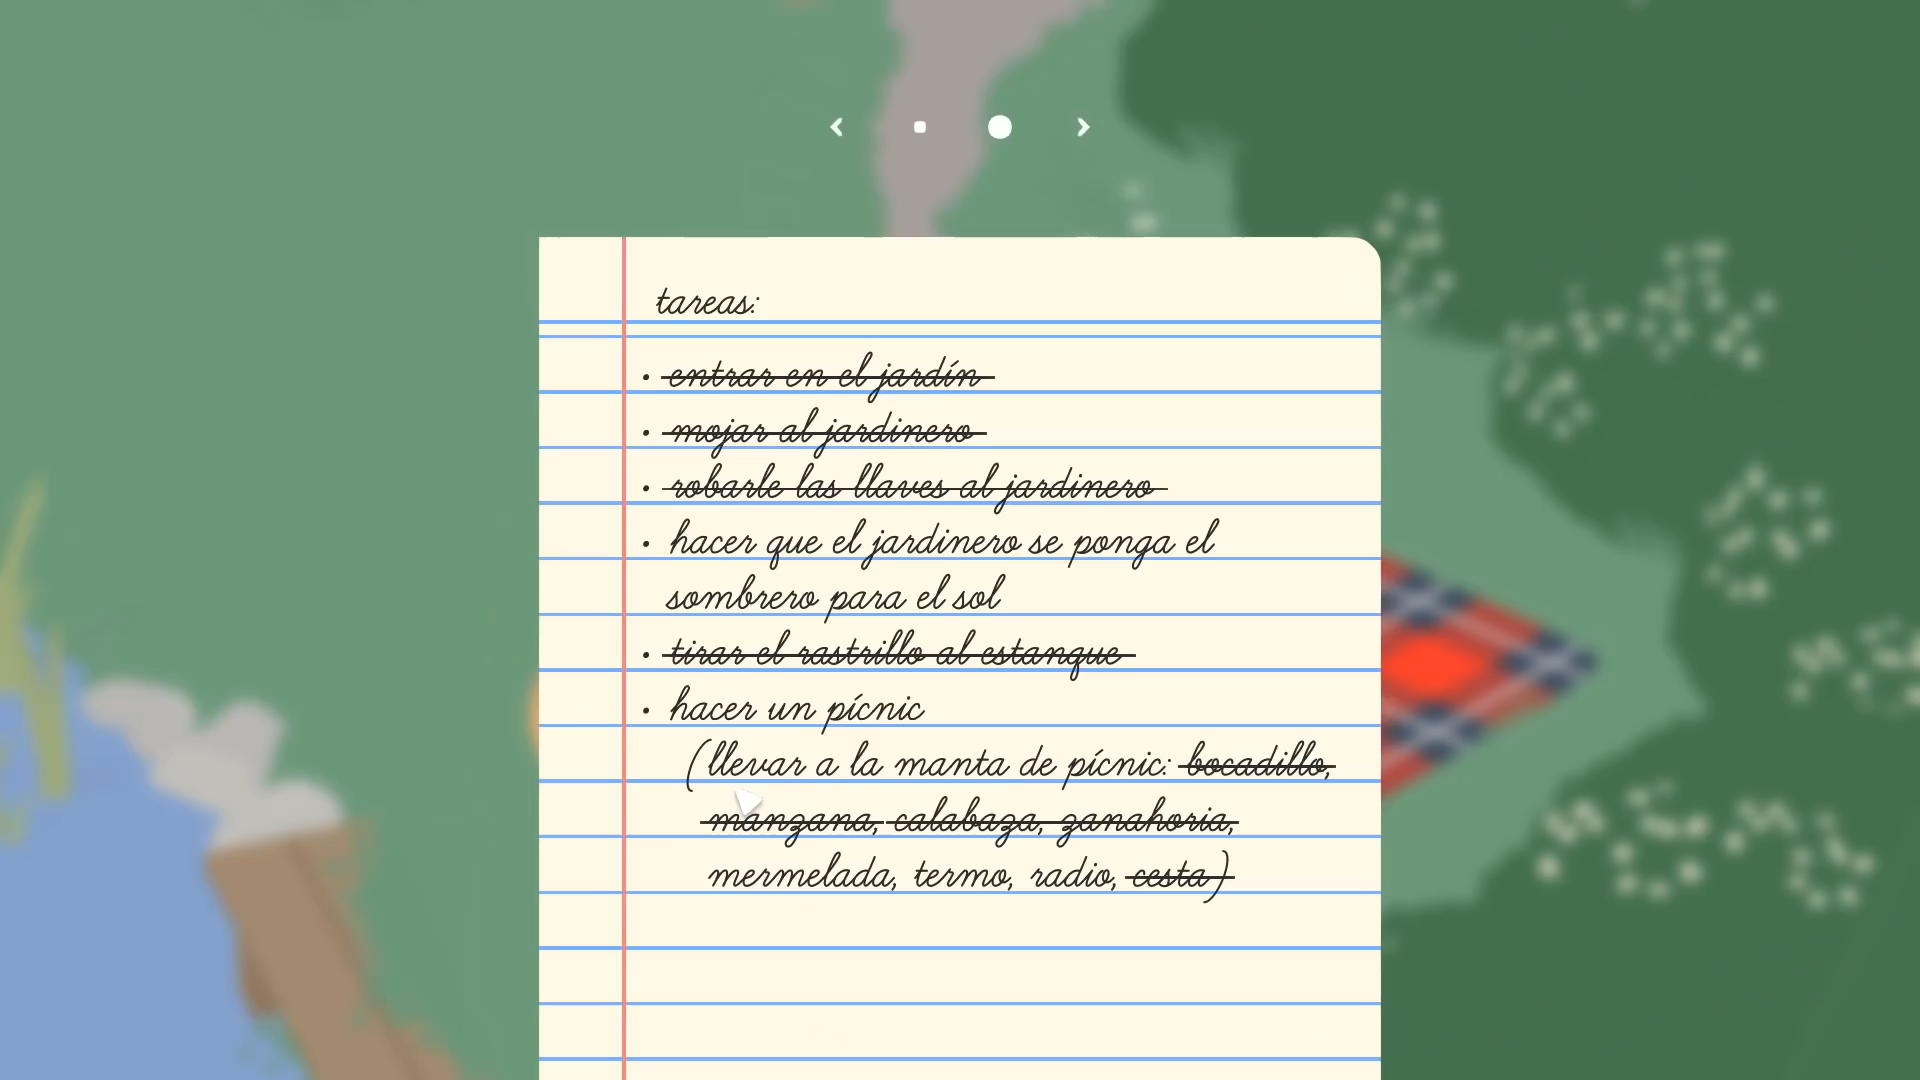 tareas:
• entrar en el jardín
• mojar al jardinero
• robarle las llaves al jardinero
• hacer que el jardinero se ponga el
sombrero para el sol
• tirar el rastrillo al estanque
• hacer un pícnic
(llevar a la manta de pícnic: bocadillo,
manzana, calabaza, zanahoria,
mermelada, termo, radio, cesta)